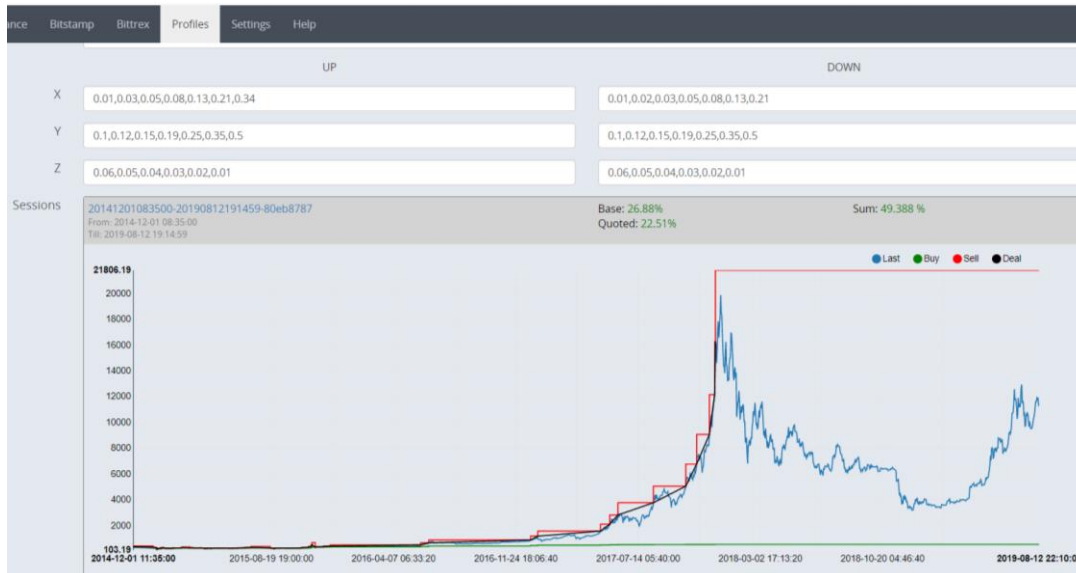 ance Bitstamp Bittrex Profiles Settings Help
UP DOWN
X 0.01,0.03,0.05,0.08,0.13,0.21,0.34 0.01,0.02,0.03,0.05,0.08,0.13,0.21
Y 0.1,0.12,0.15,0.19,0.25,0.35,0.5 0.1,0.12,0.15,0.19,0.25,0.35,0.5
Z 0.06,0.05,0.04,0.03,0.02,0.01 0.06,0.05,0.04,0.03,0.02,0.01
Sessions 20141201083500-20190812191459-80eb8787 Base: 26.88% Sum: 49.388 %
From: 2014-12-01 08:35:00 Quoted: 22.51%
Till: 2019-08-12 19:14:59
Last Buy Sell Deal
21806.19
20000
18000
16000
14000
12000
10000
8000
6000
4000
2000
103.19
2014-12-01 11:35:00 2015-08-19 19:00:00 2016-04-07 06:33:20 2016-11-24 18:06:40 2017-07-14 05:40:00 2018-03-02 17:13:20 2018-10-20 04:46:40 2019-08-12 22:10:0